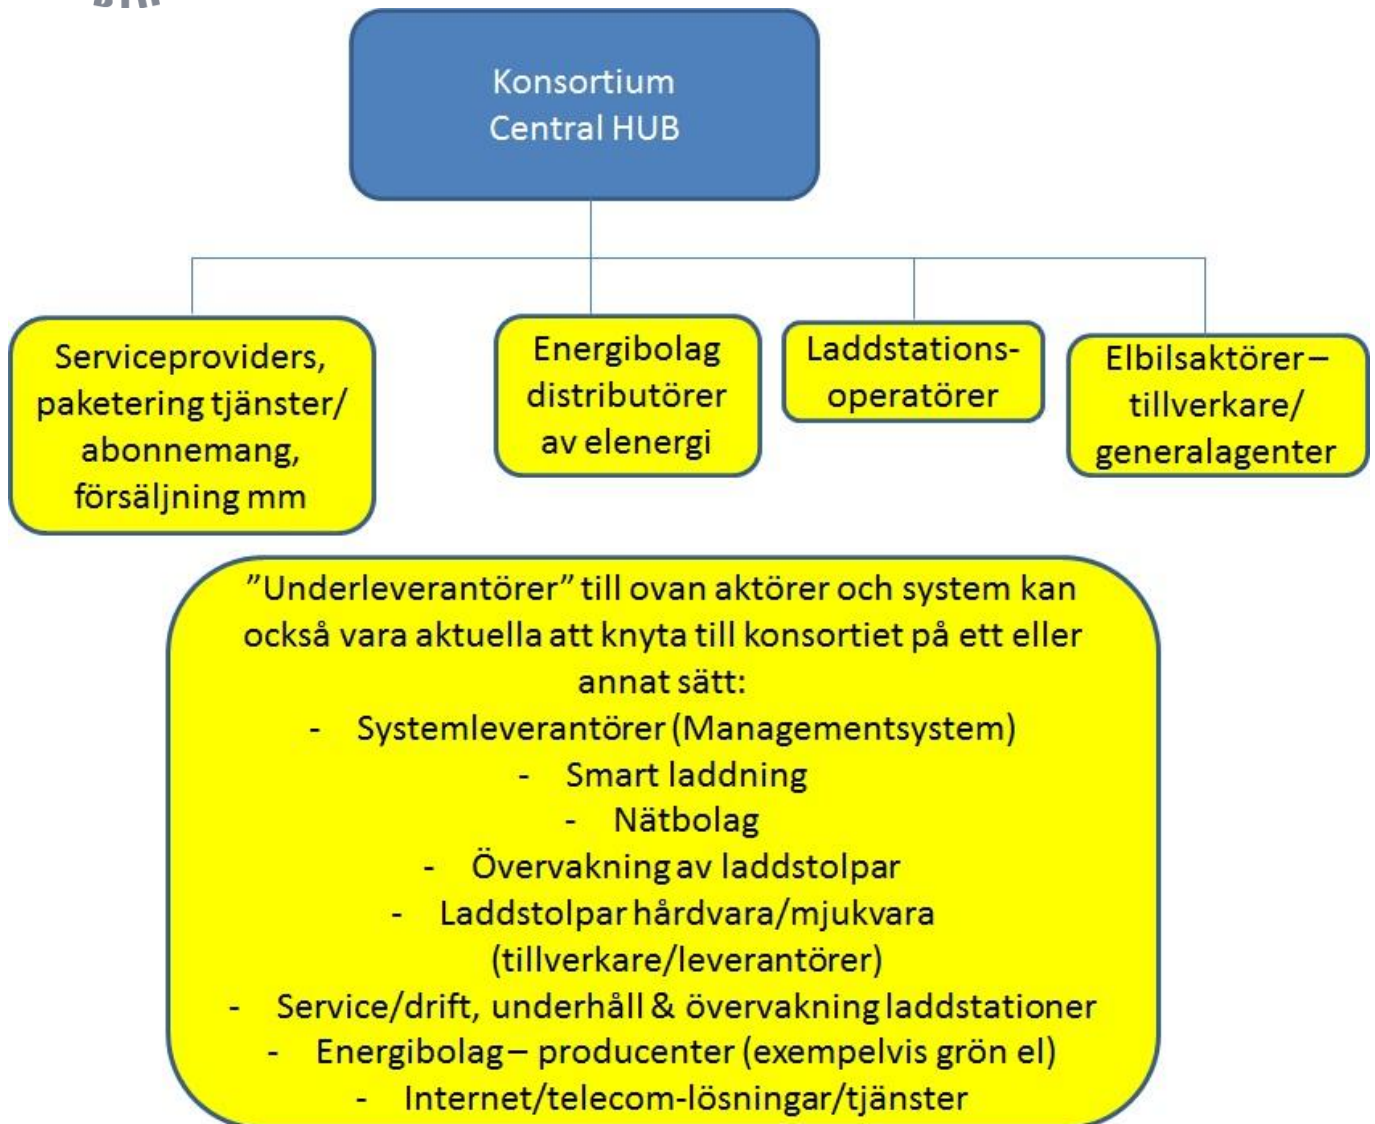 Konsortium
Central HUB
Serviceproviders,
paketering tjänster/
abonnemang,
försäljning mm
Energibolag
distributörer
av elenergi
Laddstations-
operatörer
Elbilsaktörer –
tillverkare/
generalagenter
”Underleverantörer” till ovan aktörer och system kan
också vara aktuella att knyta till konsortiet på ett eller
annat sätt:
- Systemleverantörer (Managementsystem)
- Smart laddning
- Nätbolag
- Övervakning av laddstolpar
- Laddstolpar hårdvara/mjukvara
(tillverkare/leverantörer)
- Service/drift, underhåll & övervakning laddstationer
- Energibolag – producenter (exempelvis grön el)
- Internet/telecom-lösningar/tjänster